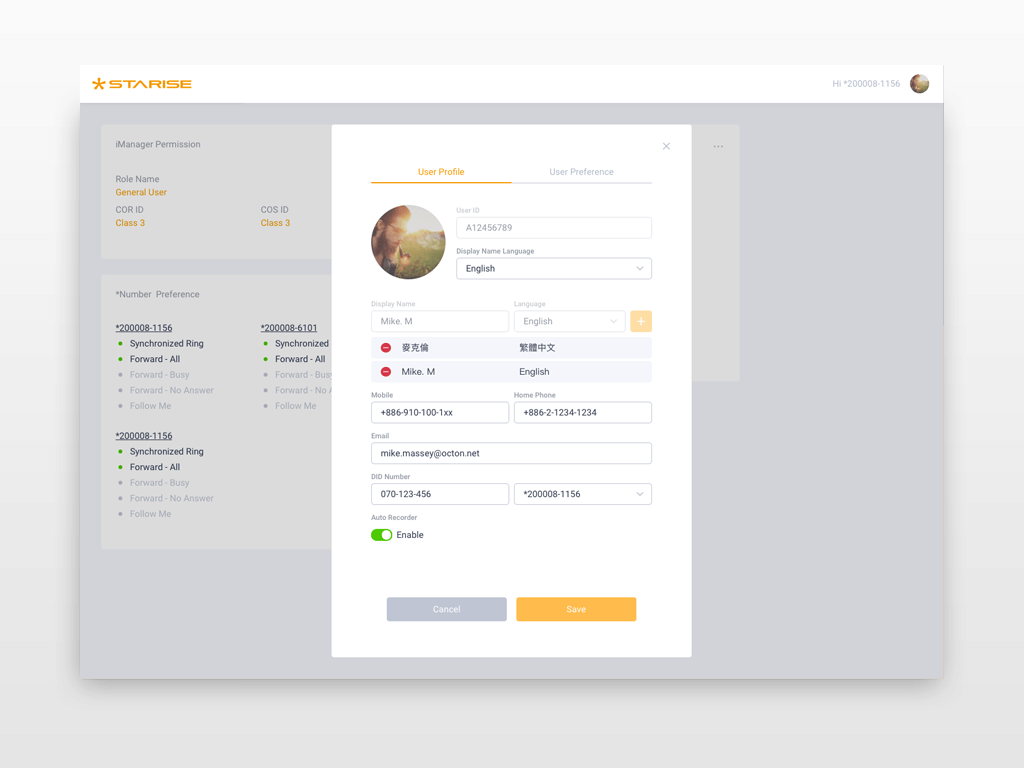 STARISE
Hi *200008-1156
iManager Permission
...
Role Name
General User
COR ID
COS ID
Class 3
Class 3
*Number Preference
*200008-1156
Synchronized Ring
Forward - All
Forward - Busy
Forward - No Answer
Follow Me
*200008-6101
Synchronized
Forward - All
Forward - Bus
Forward - No A
Follow Me
*200008-1156
Synchronized Ring
Forward - All
Forward - Busy
Forward - No Answer
Follow Me
User Profile
User Preference
User ID
A12456789
Display Name Language
English
Display Name
Language
Mike. M
English
麥克倫
繁體中文
Mike. M
English
Mobile
Home Phone
+886-910-100-1xx
+886-2-1234-1234
Email
mike.massey@octon.net
DID Number
070-123-456
*200008-1156
Auto Recorder
Enable
Cancel
Save